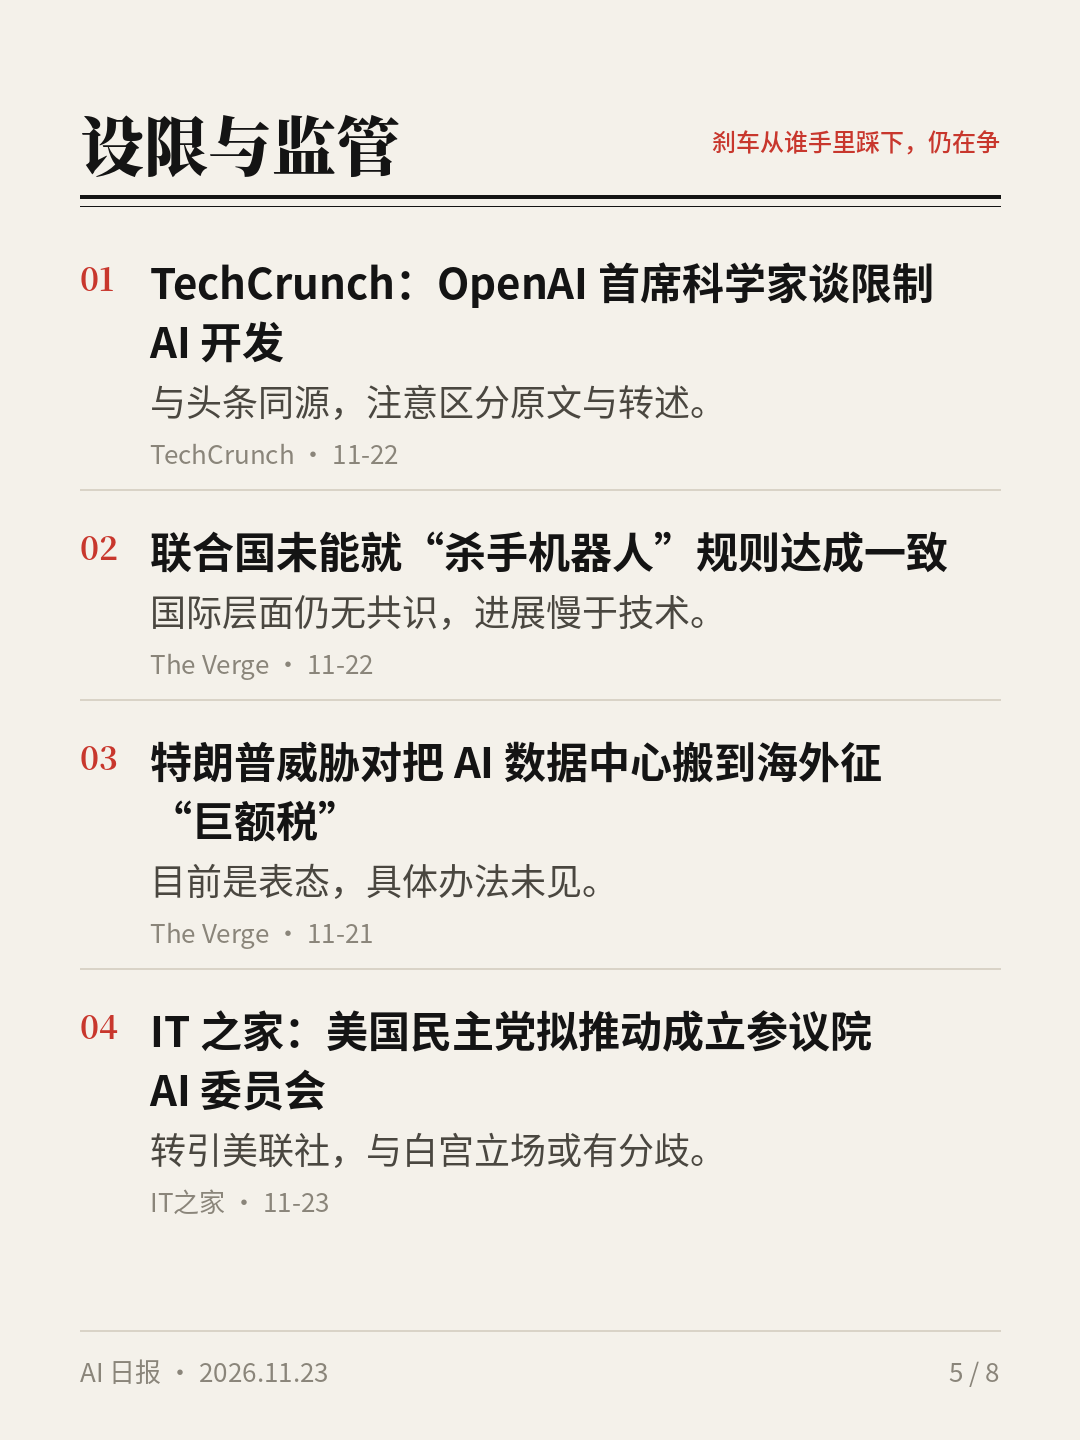 设限与监管
刹车从谁手里踩下，仍在争
01
TechCrunch：OpenAI 首席科学家谈限制
AI 开发
与头条同源，注意区分原文与转述。
TechCrunch · 11-22
02
联合国未能就“杀手机器人”规则达成一致
国际层面仍无共识，进展慢于技术。
The Verge · 11-22
03
特朗普威胁对把 AI 数据中心搬到海外征
“巨额税”
目前是表态，具体办法未见。
The Verge · 11-21
04
IT 之家：美国民主党拟推动成立参议院
AI 委员会
转引美联社，与白宫立场或有分歧。
IT之家 · 11-23
AI 日报 · 2026.11.23
5 / 8